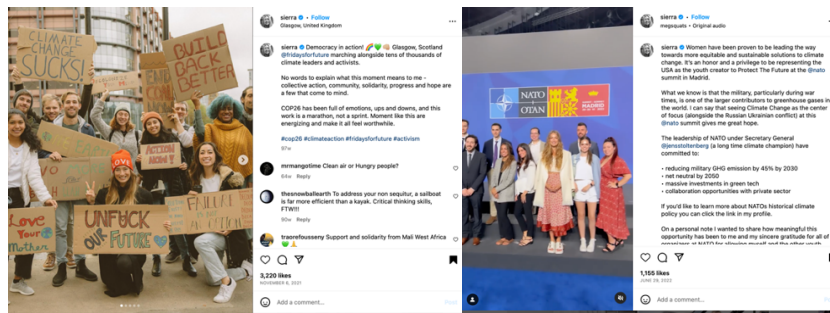 CLIMATE
CHANGE
SUCKS!
BUILD
BACK
BETTER
END
ACTION
NOW!
Love
Your
Mother
UNFUCK
OUR FUTURE
FAILURE
sierra • Follow
Glasgow, United Kingdom
sierra Democracy in action! 🌈💚👊🏼 Glasgow, Scotland
@fridaysforfuture marching alongside tens of thousands of
climate leaders and activists.
No words to explain what this moment means to me -
collective action, community, solidarity, progress and hope are
a few that come to mind.
COP26 has been full of emotions, ups and downs, and this
work is a marathon, not a sprint. Moment like this are
energizing and make it all feel worthwhile.
#cop26 #climateaction #fridaysforfuture #activism
97w
mrmangotime Clean air or Hungry people?
64w Reply
thesnowballearth To address your non sequitur, a sailboat
is far more efficient than a kayak. Critical thinking skills,
FTW!!!
90w Reply
traorefousseny Support and solidarity from Mali West Africa
💚🙏
3,220 likes
NOVEMBER 6, 2021
Add a comment...
Post
NATO
OTAN
MADRID
sierra • Follow
megsquats • Original audio
sierra Women have been proven to be leading the way
towards more equitable and sustainable solutions to climate
change. It's an honor and a privilege to being representing the
USA as the youth creator to Protect The Future at the @nato
summit in Madrid.
What we know is that the military, particularly during war
times, is one of the larger contributors to greenhouse gases in
the world. I can say that seeing Climate Change as the center
of focus (alongside the Russian Ukrainian conflict) at this
@nato summit gives me great hope.
The leadership of NATO under Secretary General
@jensstoltenberg (a long time climate champion) have
committed to:
• reducing military GHG emission by 45% by 2030
• net neutral by 2050
• massive investments in green tech
• collaboration opportunities with private sector
If you'd like to learn more about NATOs historical climate
policy you can click the link in my profile.
On a personal note I wanted to share how meaningful this
opportunity has been to me and my sincere gratitude for all of
1,155 likes
JUNE 29, 2022
Add a comment...